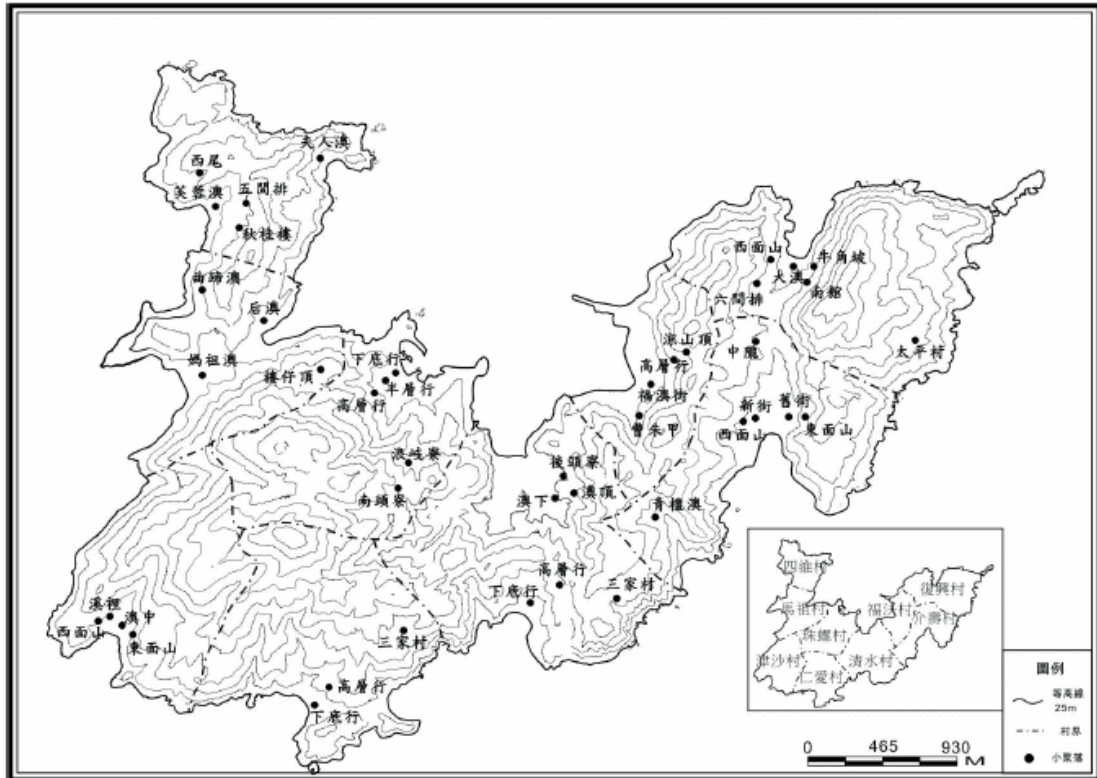 夫人澳
西尾
芙蓉澳
五間排
秋桂樓
曲蹄澳
后澳
媽祖澳
樓仔頂
下底行
半層行
高層行
南頭寮
西面山
牛角坡
大澳
南館
六間排
涼山頂
中隴
太平村
高層行
福澳街
曹朱甲
新街
舊街
西面山
東面山
後頭寮
澳頂
澳下
青檀澳
高層行
下底行
三家村
溪裡
澳中
西面山
東面山
三家村
高層行
下底行
四維村
馬祖村
珠螺村
津沙村
仁愛村
清水村
福沃村
復興村
介壽村
圖例
等高線
25m
村界
小聚落
0 465 930 M